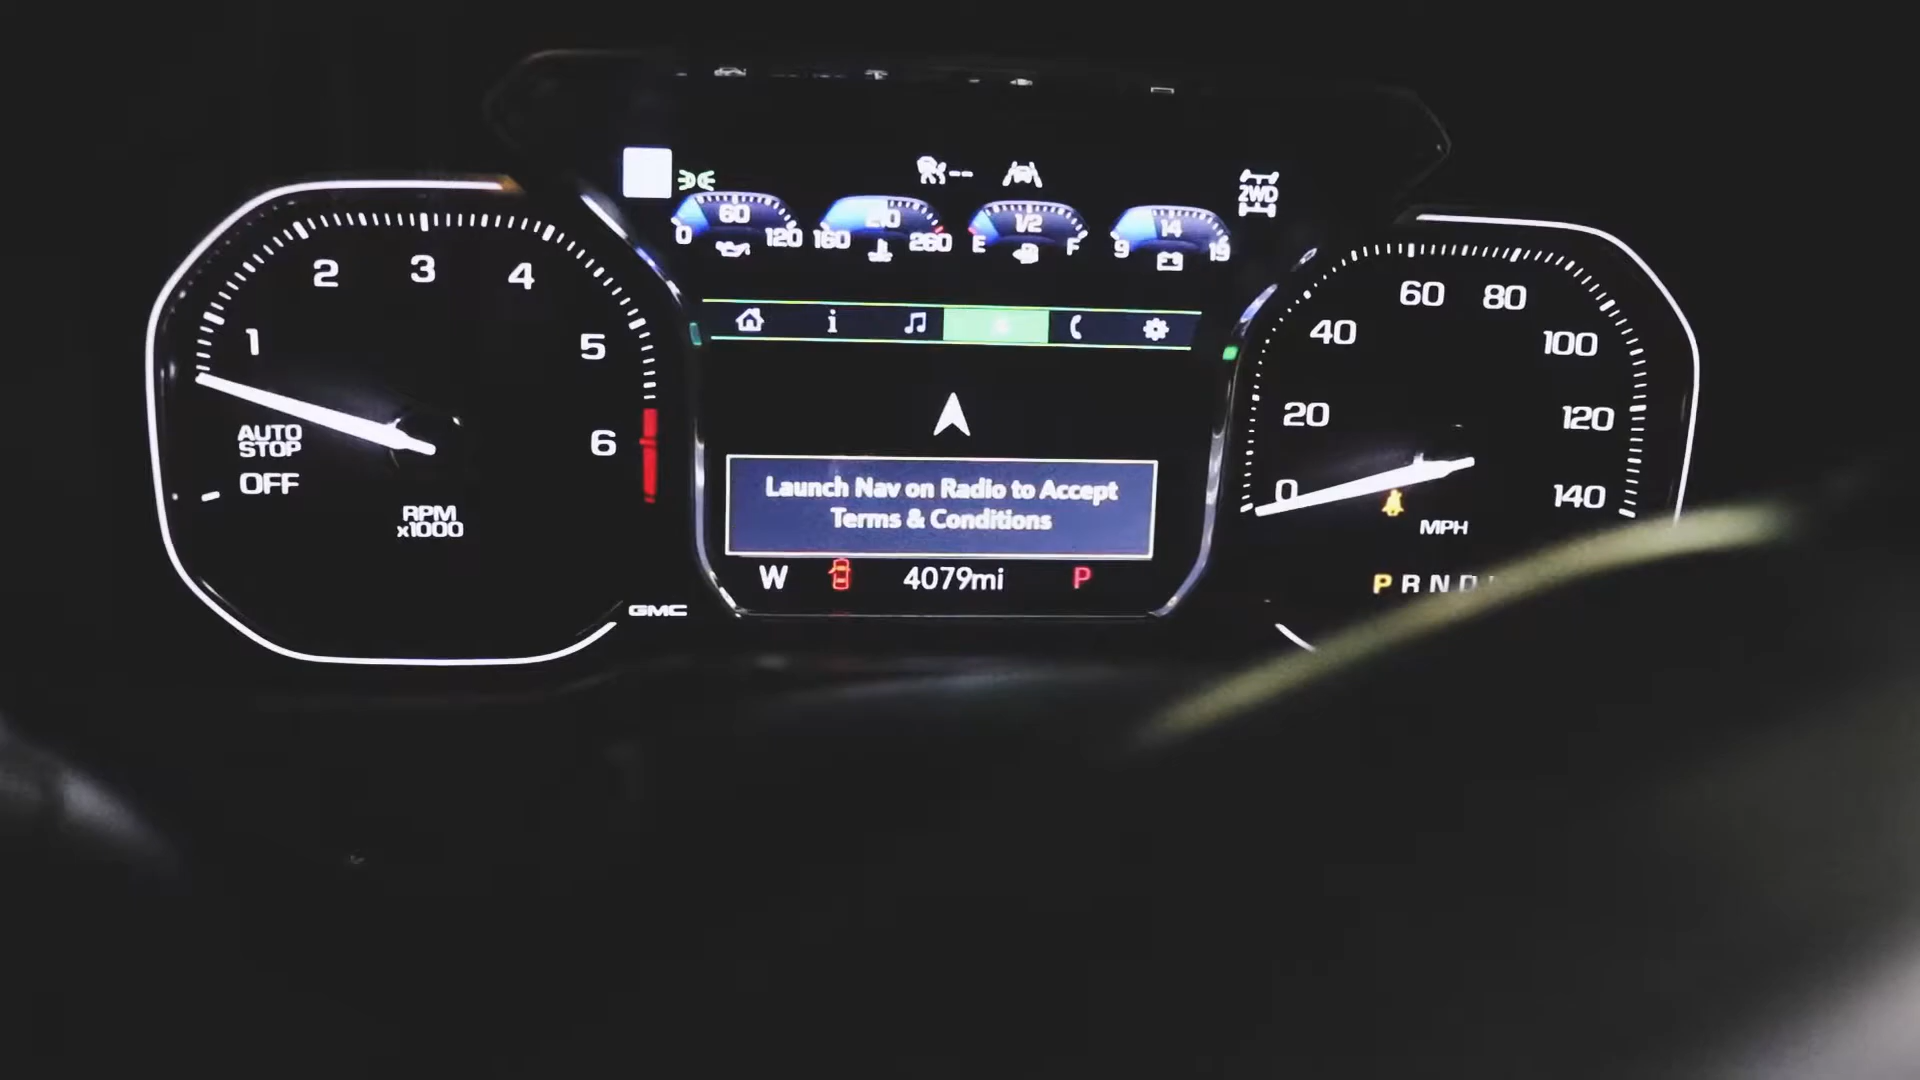 2WD
60
0 120
210
160 260
1/2
E F
14
9 19
1 2 3 4 5 6
AUTO
STOP
OFF
RPM
x1000
GMC
i
Launch Nav on Radio to Accept
Terms & Conditions
W 4079mi P
0 20 40 60 80 100 120 140
MPH
P R N D